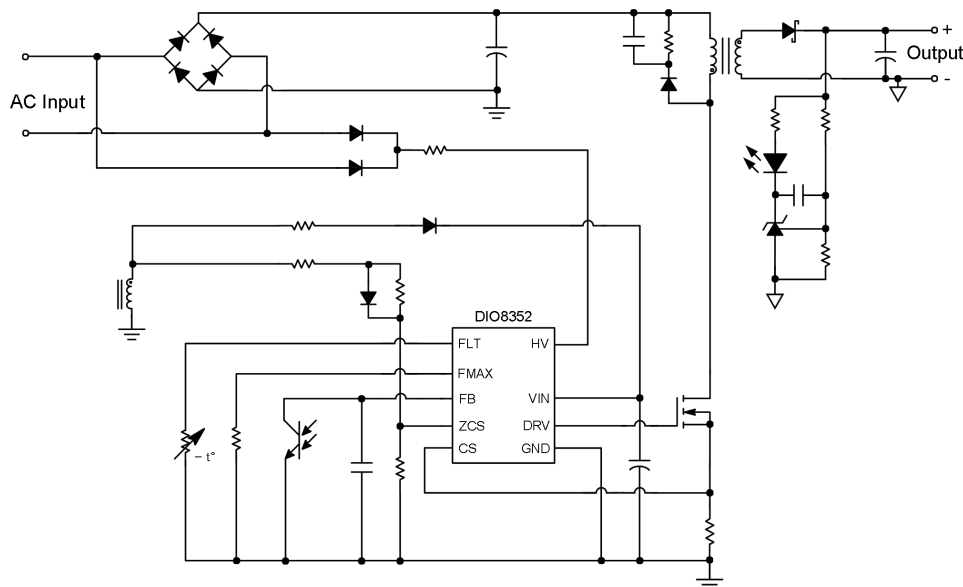 +
Output
-
AC Input
DIO8352
FLT HV
FMAX
FB VIN
ZCS DRV
CS GND
- t°